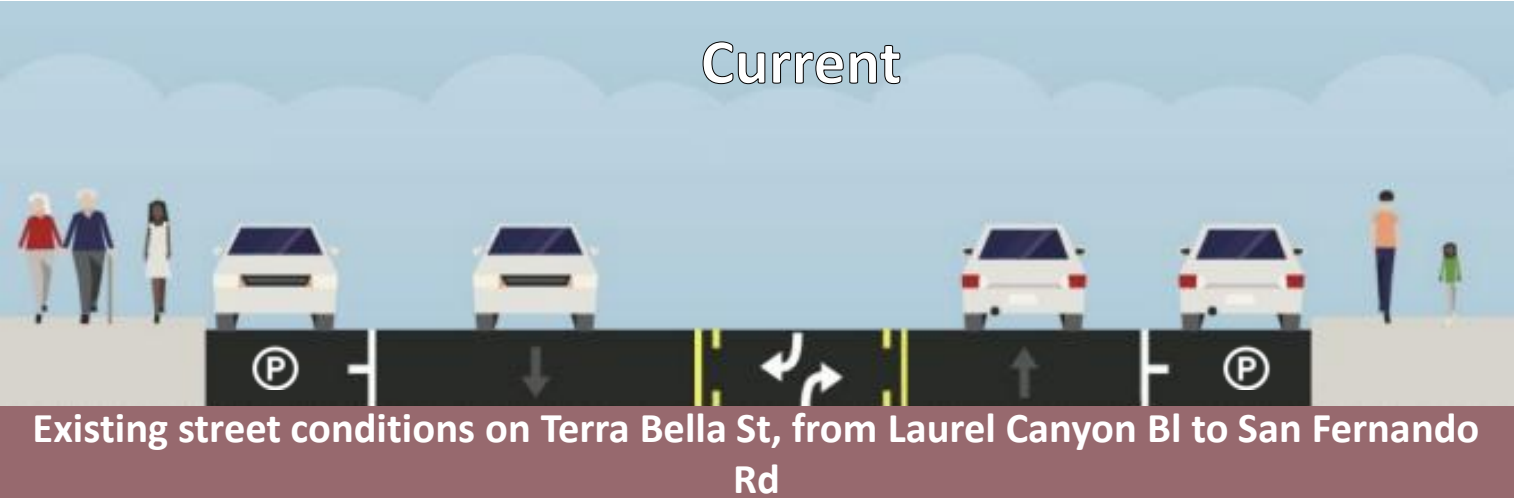 Current
P
P
Existing street conditions on Terra Bella St, from Laurel Canyon Bl to San Fernando
Rd